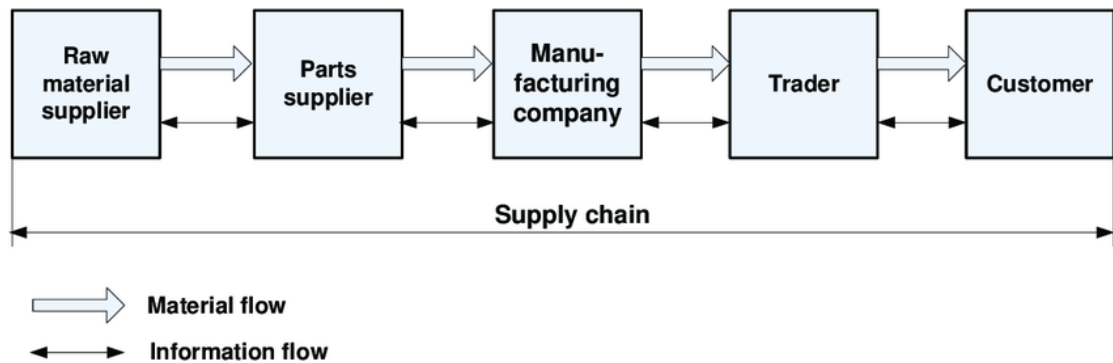 Raw
material
supplier
Parts
supplier
Manu-
facturing
company
Trader
Customer
Supply chain
Material flow
Information flow